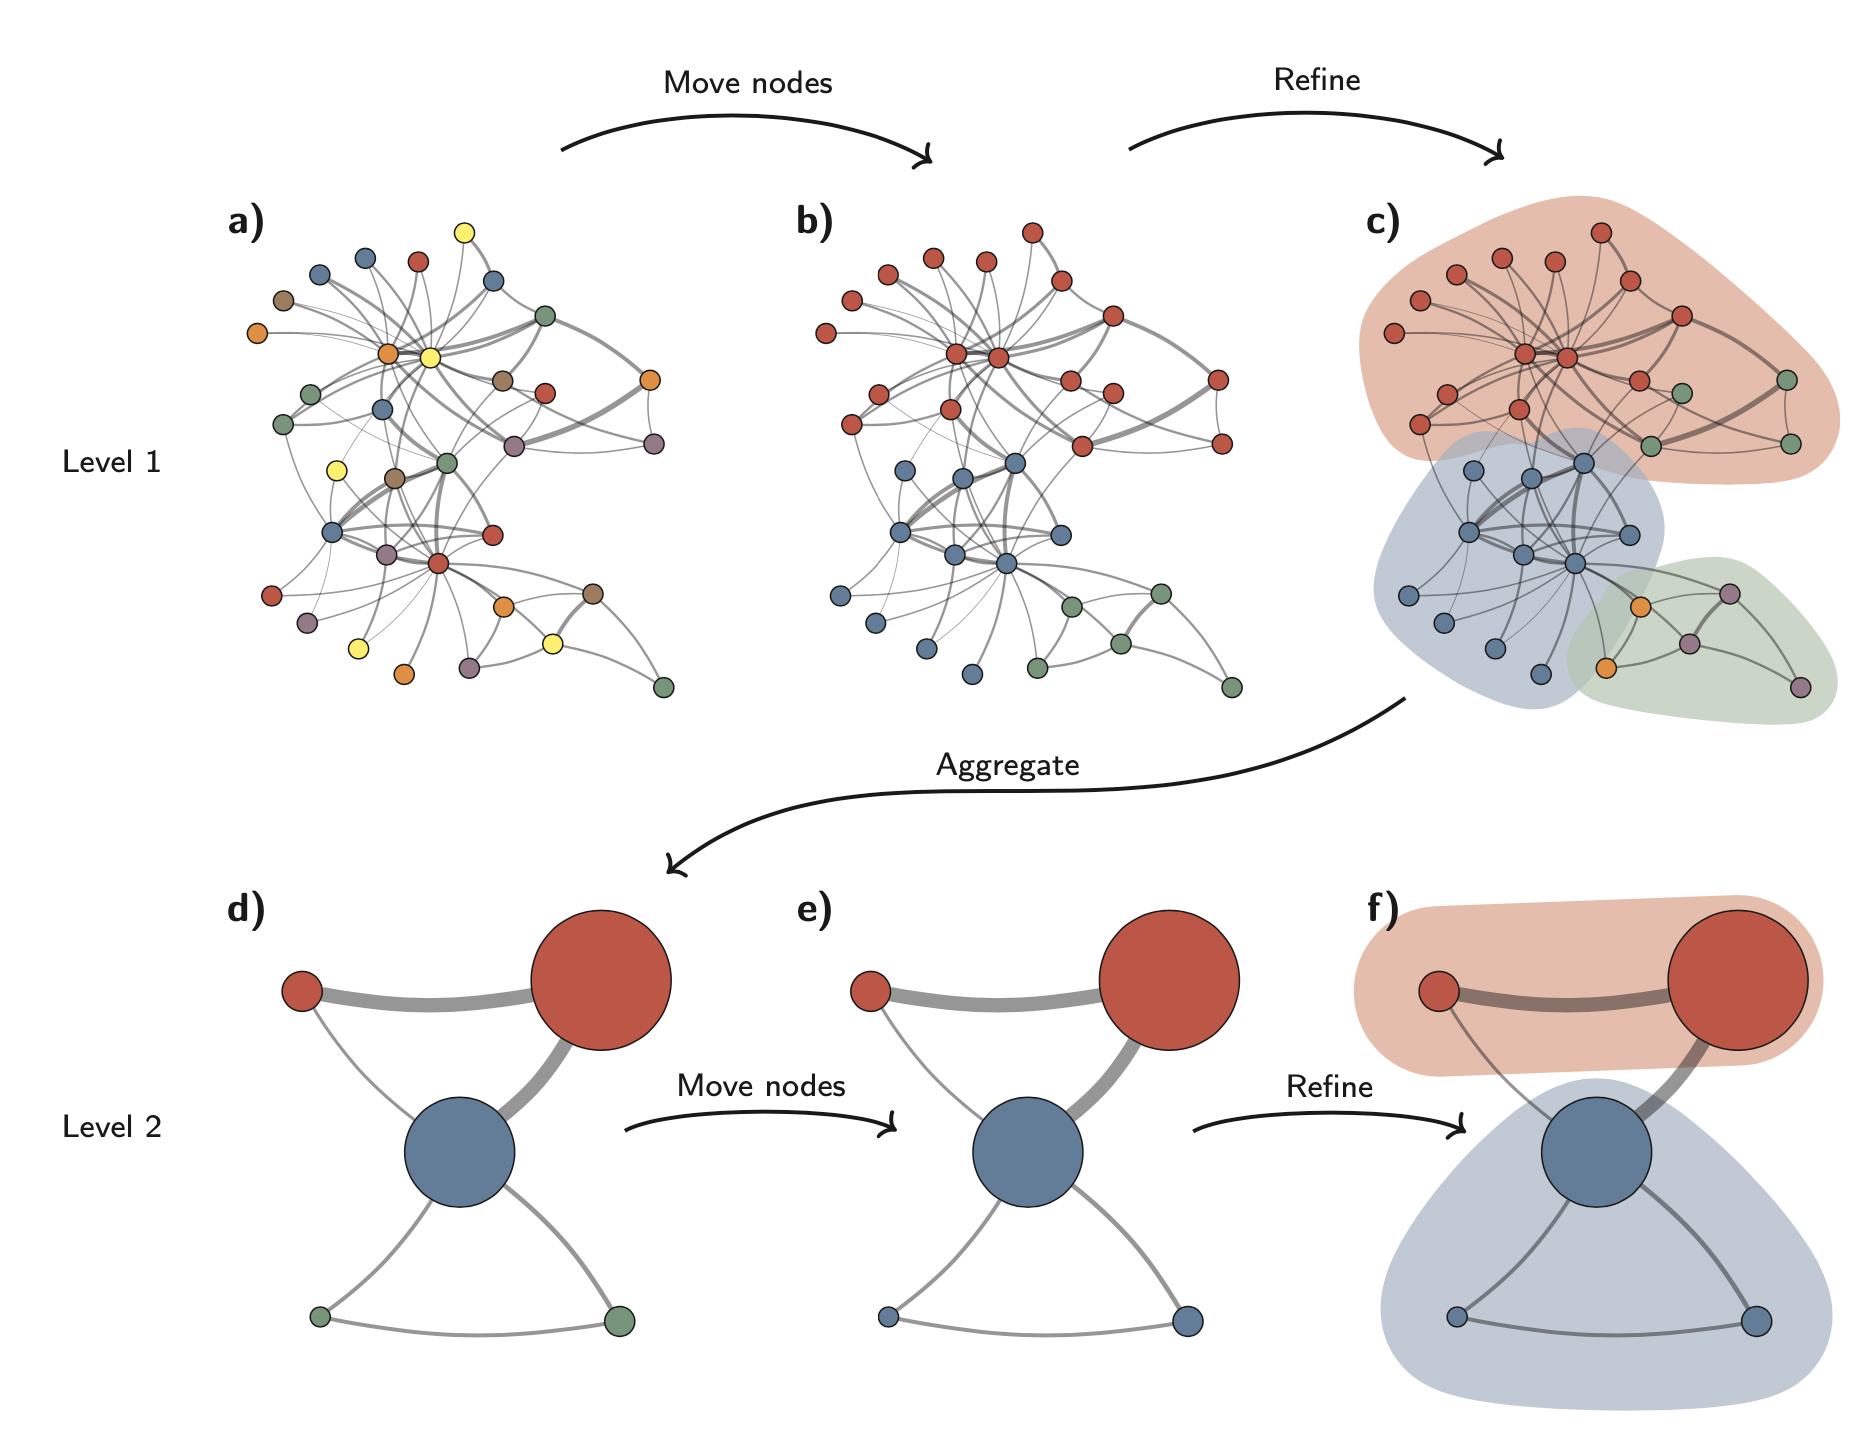 Move nodes
Refine
a)
b)
c)
Level 1
Aggregate
d)
e)
f)
Move nodes
Refine
Level 2